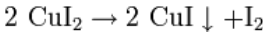 2 CuI₂ → 2 CuI ↓ +I₂